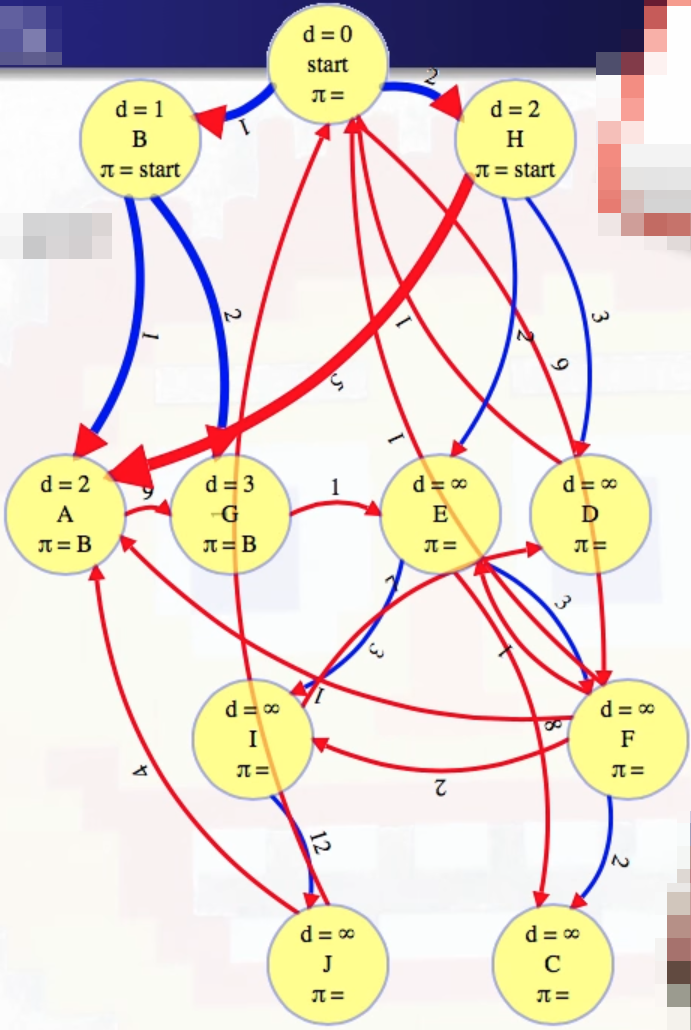 d = 0
start
π =
1
2
d = 1
B
π = start
d = 2
H
π = start
1
2
5
1
2
3
9
1
d = 2
A
π = B
9
d = 3
G
π = B
1
d = ∞
E
π =
d = ∞
D
π =
7
3
3
1
1
d = ∞
I
π =
8
d = ∞
F
π =
4
2
12
2
d = ∞
J
π =
d = ∞
C
π =